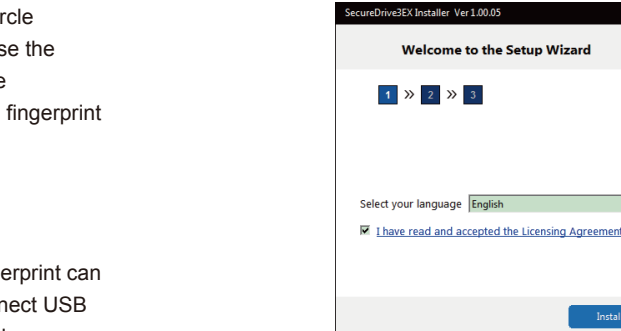 rcle
se the
e
fingerprint
erprint can
nect USB
SecureDrive3EX Installer Ver 1.00.05
Welcome to the Setup Wizard
1 » 2 » 3
Select your language English
I have read and accepted the Licensing Agreement
Instal